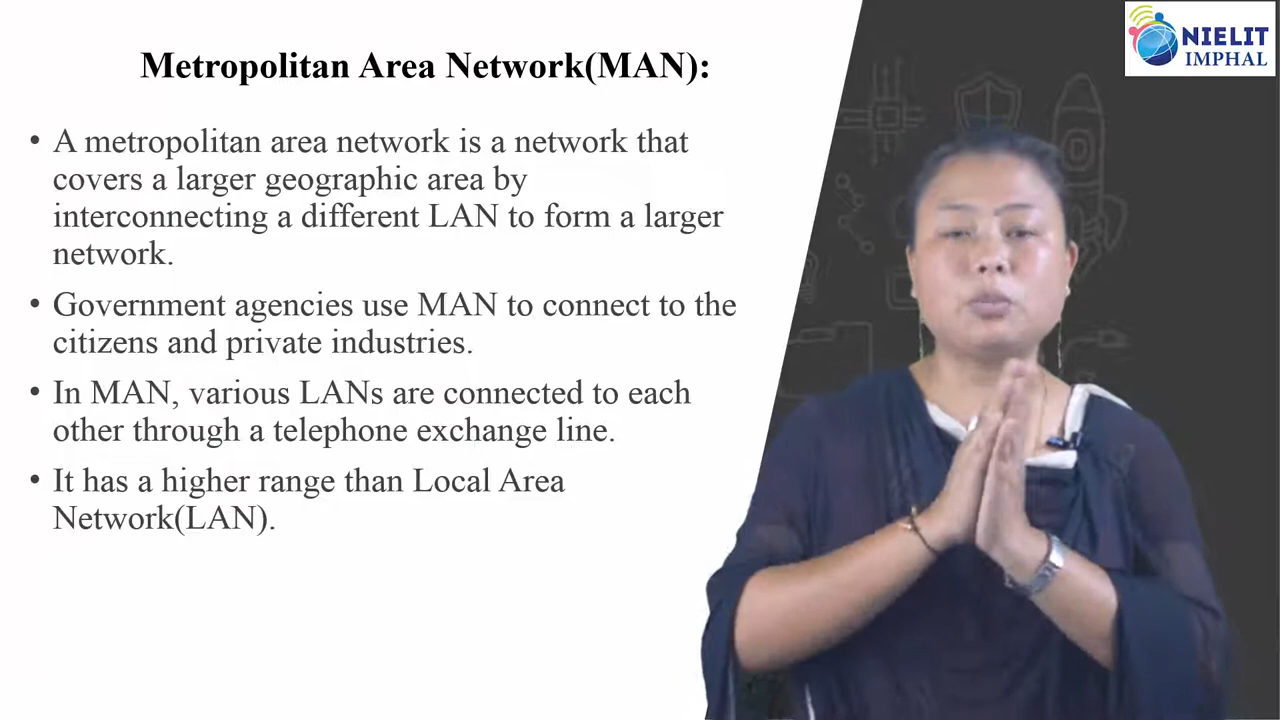 Metropolitan Area Network(MAN):
• A metropolitan area network is a network that
covers a larger geographic area by
interconnecting a different LAN to form a larger
network.
• Government agencies use MAN to connect to the
citizens and private industries.
• In MAN, various LANs are connected to each
other through a telephone exchange line.
• It has a higher range than Local Area
Network(LAN).
NIELIT
IMPHAL